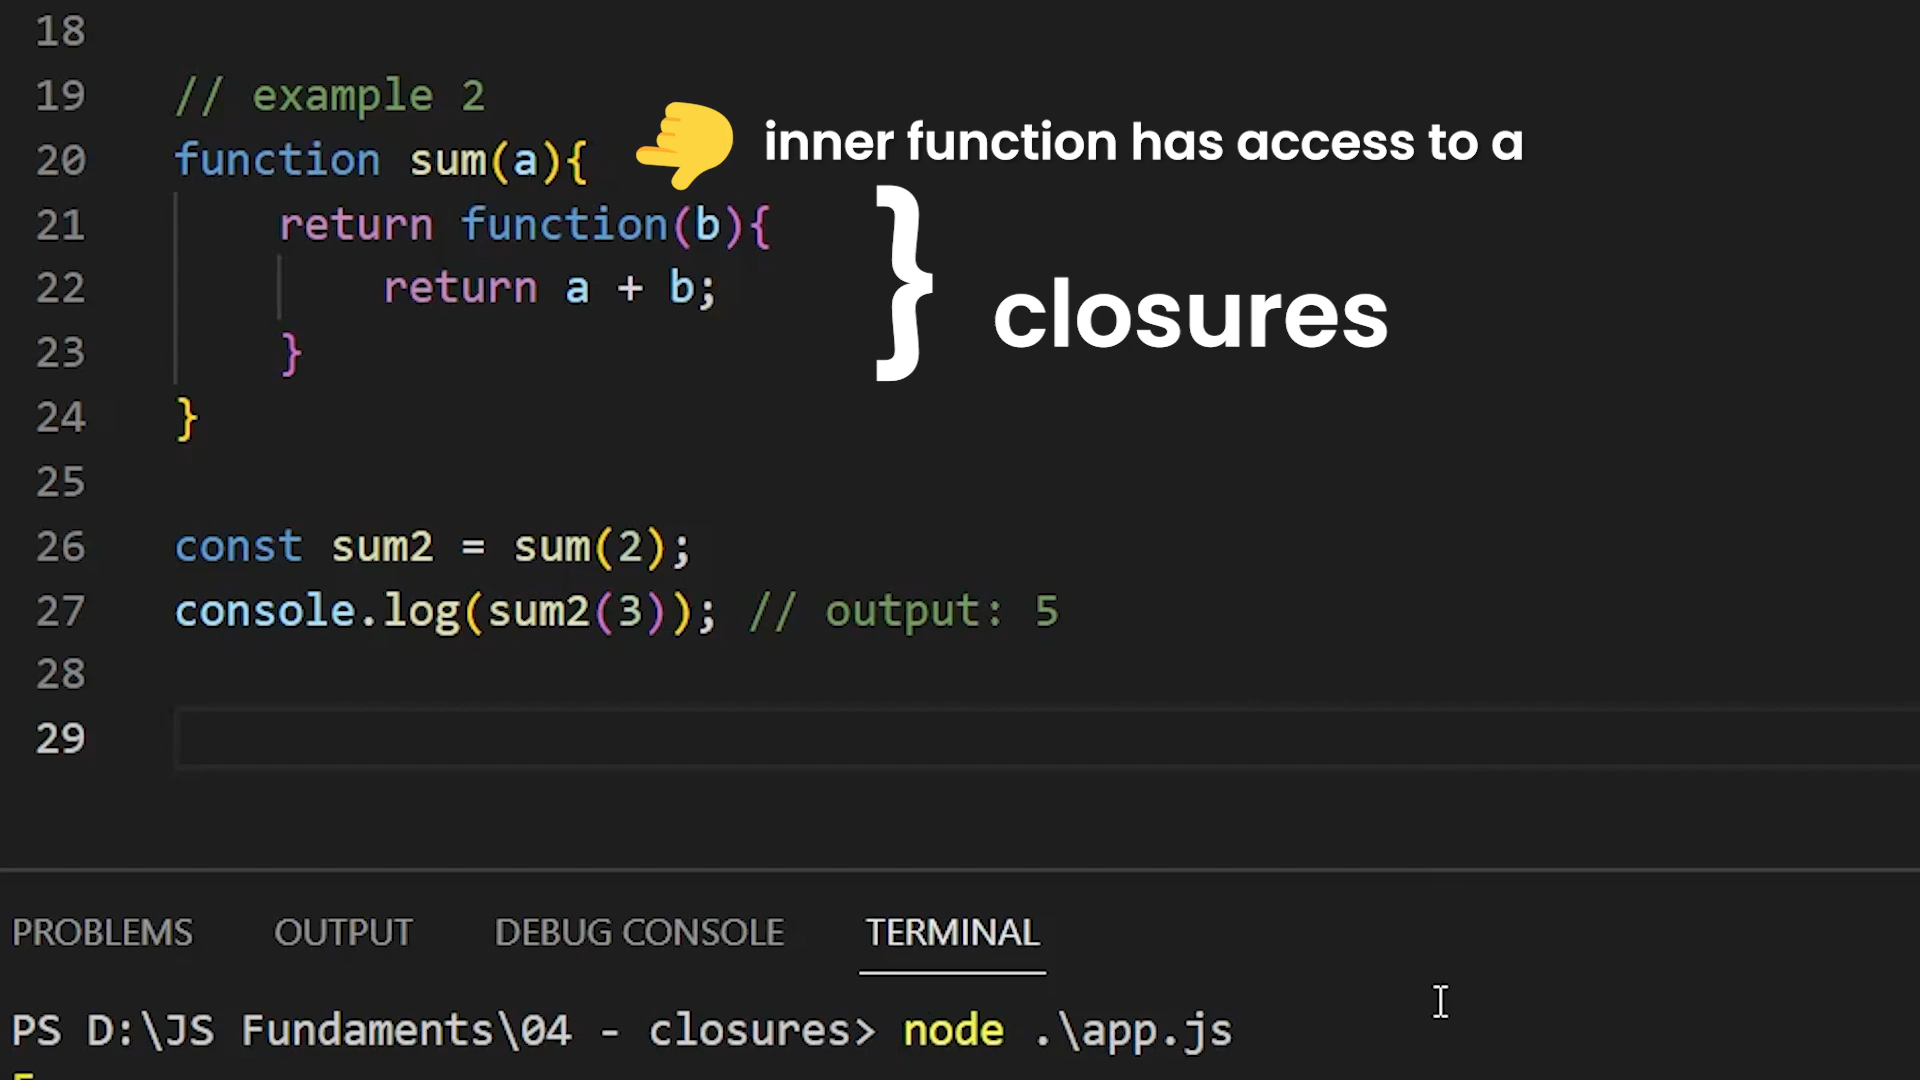 18
19 // example 2
inner function has access to a
20 function sum(a){
21 return function(b){
22 return a + b;
} closures
23 }
24 }
25
26 const sum2 = sum(2);
27 console.log(sum2(3)); // output: 5
28
29
PROBLEMS OUTPUT DEBUG CONSOLE TERMINAL
PS D:\JS Fundaments\04 - closures> node .\app.js